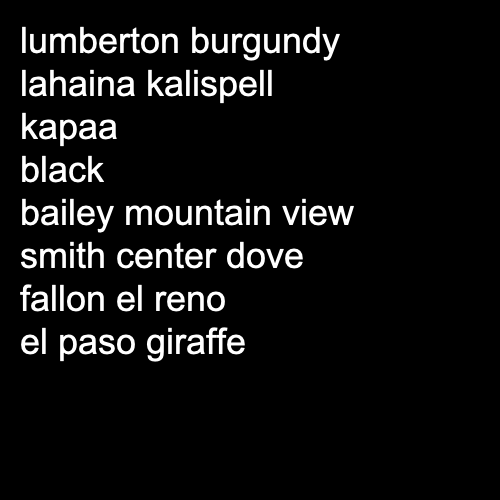 lumberton burgundy
lahaina kalispell
kapaa
black
bailey mountain view
smith center dove
fallon el reno
el paso giraffe